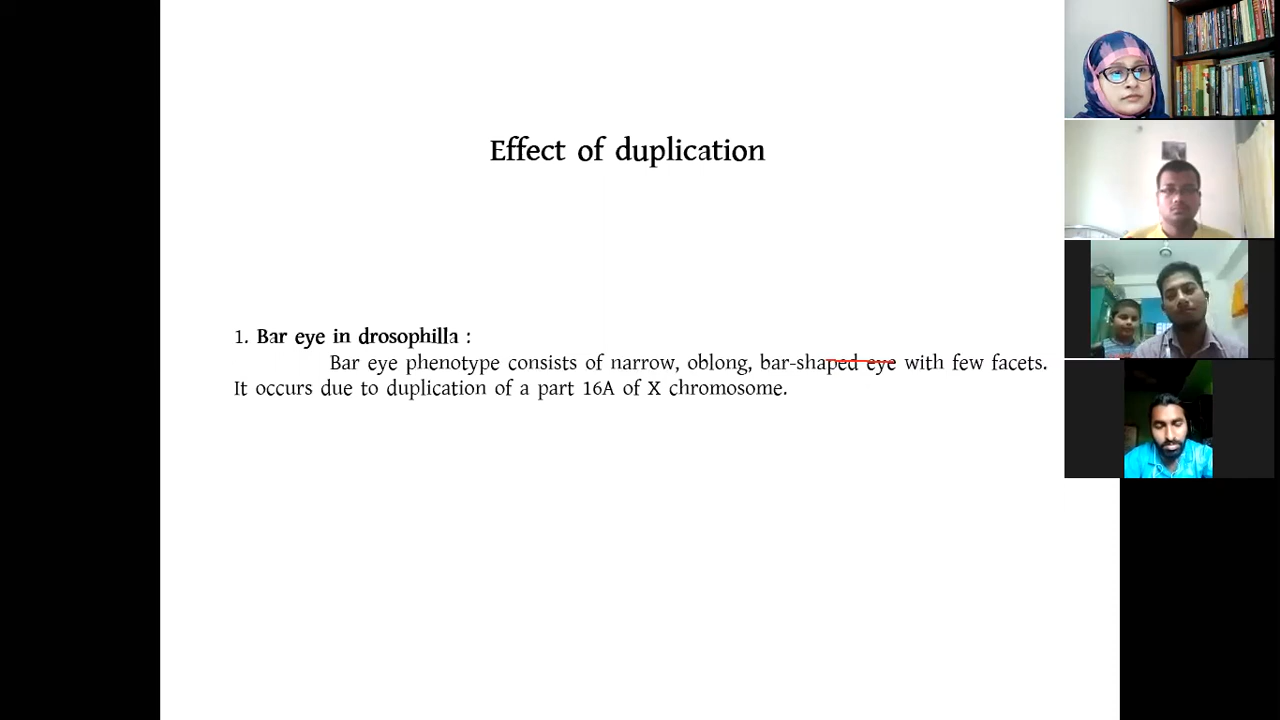 Effect of duplication
1. Bar eye in drosophilla :
Bar eye phenotype consists of narrow, oblong, bar-shaped eye with few facets.
It occurs due to duplication of a part 16A of X chromosome.